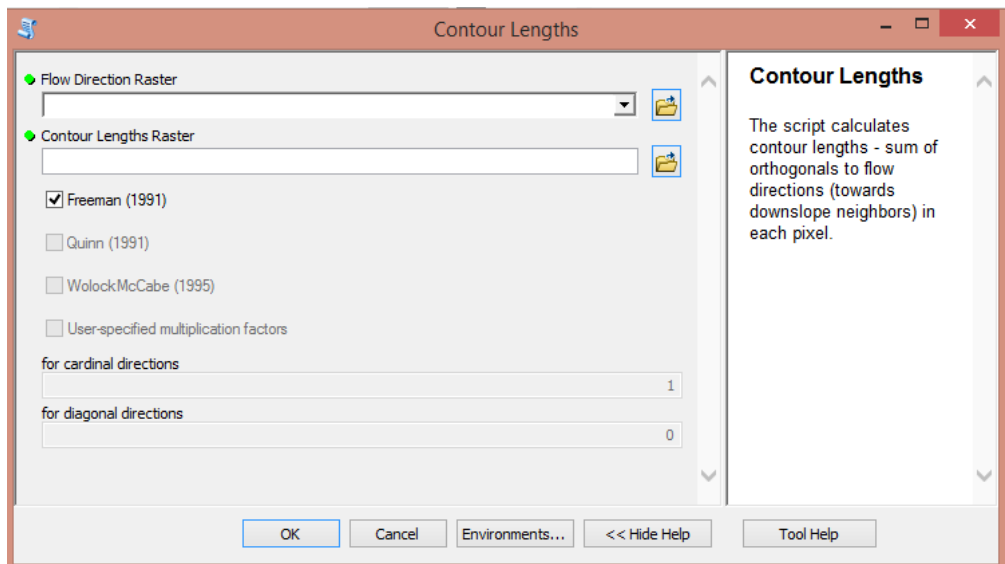 Contour Lengths
Flow Direction Raster
Contour Lengths Raster
Freeman (1991)
Quinn (1991)
WolockMcCabe (1995)
User-specified multiplication factors
for cardinal directions
1
for diagonal directions
0
Contour Lengths
The script calculates
contour lengths - sum of
orthogonals to flow
directions (towards
downslope neighbors) in
each pixel.
OK
Cancel
Environments...
<< Hide Help
Tool Help